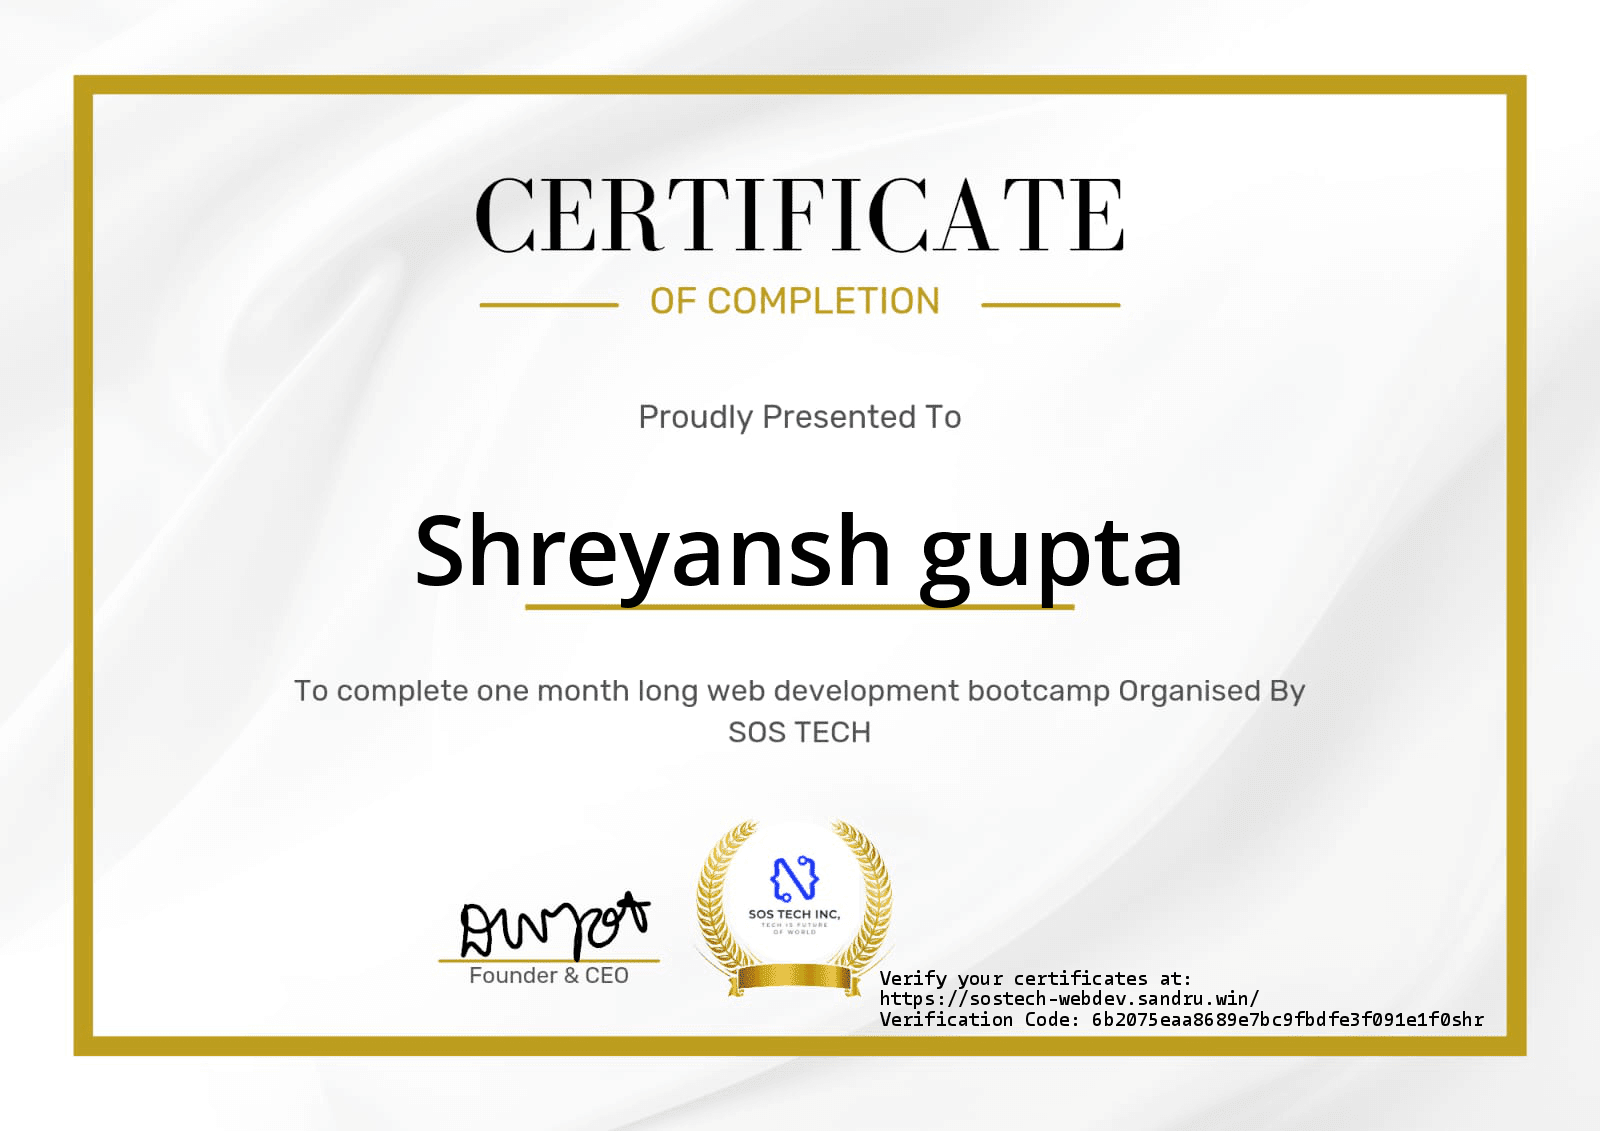 CERTIFICATE
OF COMPLETION
Proudly Presented To
Shreyansh gupta
To complete one month long web development bootcamp Organised By
SOS TECH
Founder & CEO
SOS TECH INC,
TECH IS FUTURE
OF WORLD
Verify your certificates at:
https://sostech-webdev.sandru.win/
Verification Code: 6b2075eaa8689e7bc9fbdfe3f091e1f0shr